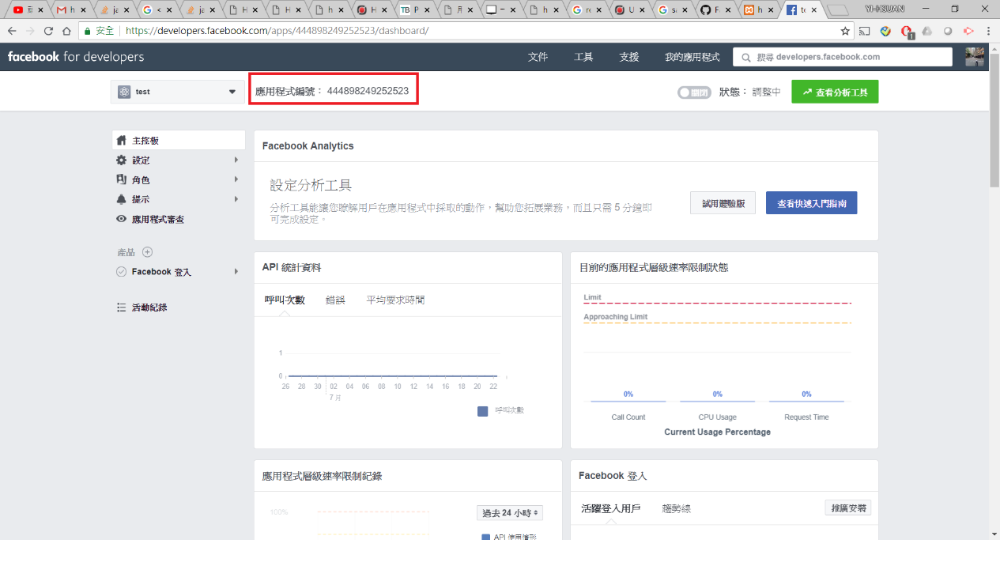 YI-HSUAN
安全 https://developers.facebook.com/apps/444898249252523/dashboard/
facebook for developers 文件 工具 支援 我的應用程式 搜尋 developers.facebook.com
test 應用程式編號： 444898249252523 關閉 狀態： 調整中 查看分析工具
主控板
設定
角色
提示
應用程式審查
產品
Facebook 登入
活動紀錄
Facebook Analytics
設定分析工具
分析工具能讓您瞭解用戶在應用程式中採取的動作，幫助您拓展業務，而且只需 5 分鐘即
可完成設定。
試用體驗版 查看快速入門指南
API 統計資料
呼叫次數 錯誤 平均要求時間
1
0
26 28 30 02 04 06 08 10 12 14 16 18 20 22
7 月
呼叫次數
目前的應用程式層級速率限制狀態
Limit
Approaching Limit
0% 0% 0%
Call Count CPU Usage Request Time
Current Usage Percentage
應用程式層級速率限制紀錄
100%
過去 24 小時
API 使用情形
Facebook 登入
活躍登入用戶 趨勢線 推廣安裝